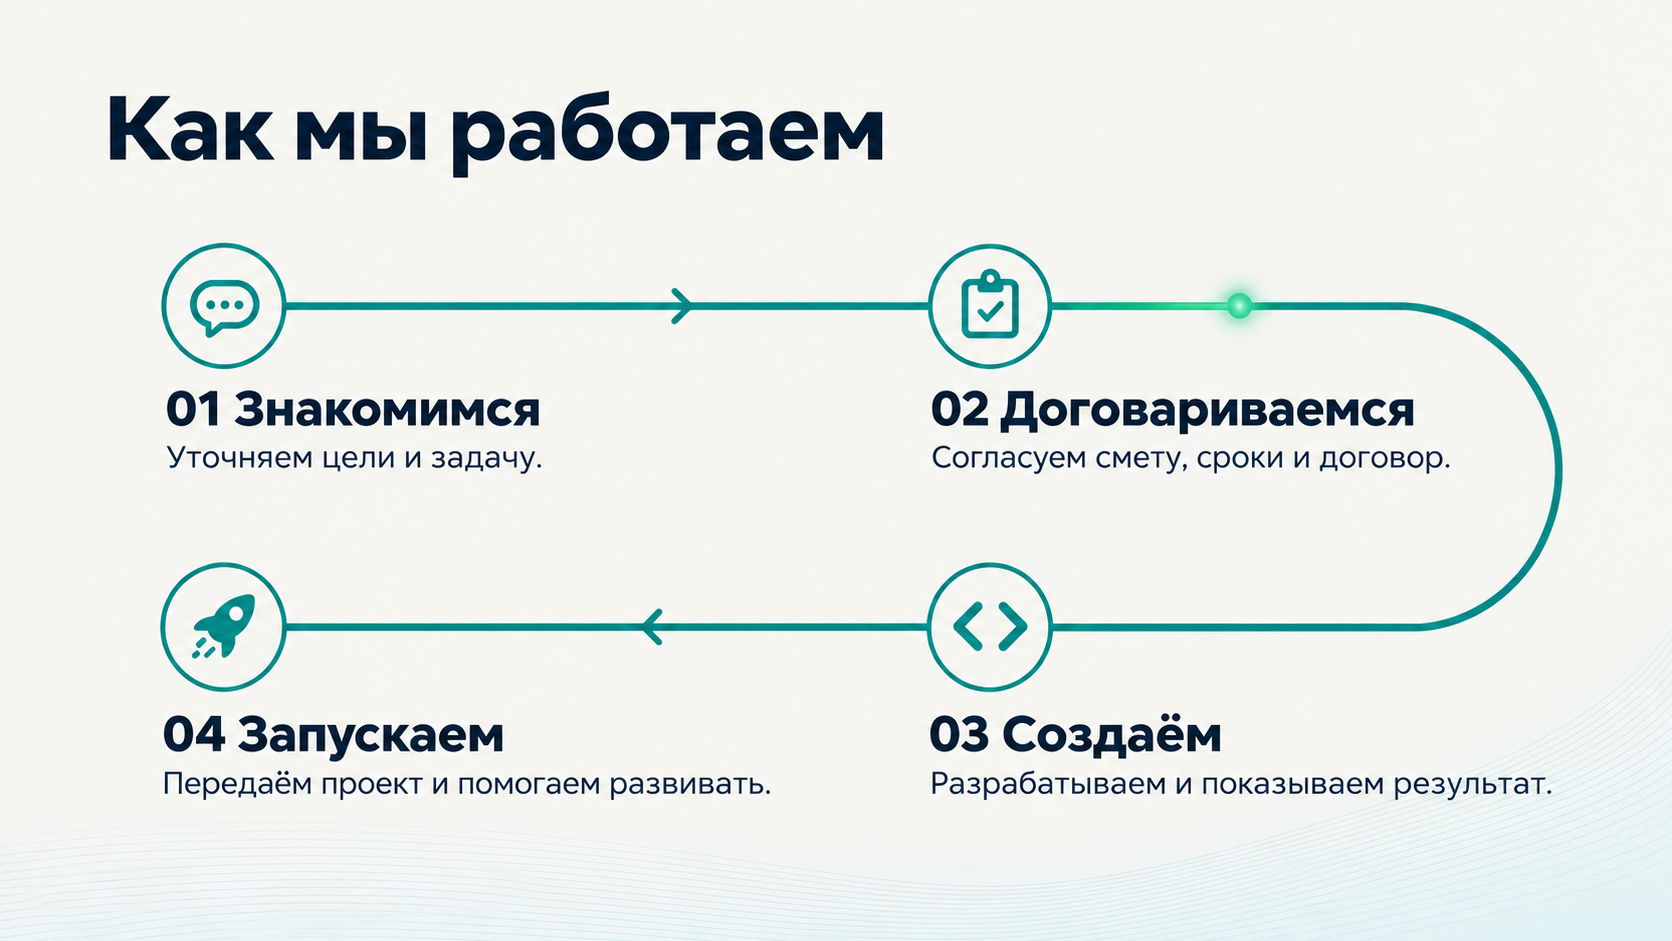 Как мы работаем
01 Знакомимся
Уточняем цели и задачу.
02 Договариваемся
Согласуем смету, сроки и договор.
03 Создаём
Разрабатываем и показываем результат.
04 Запускаем
Передаём проект и помогаем развивать.